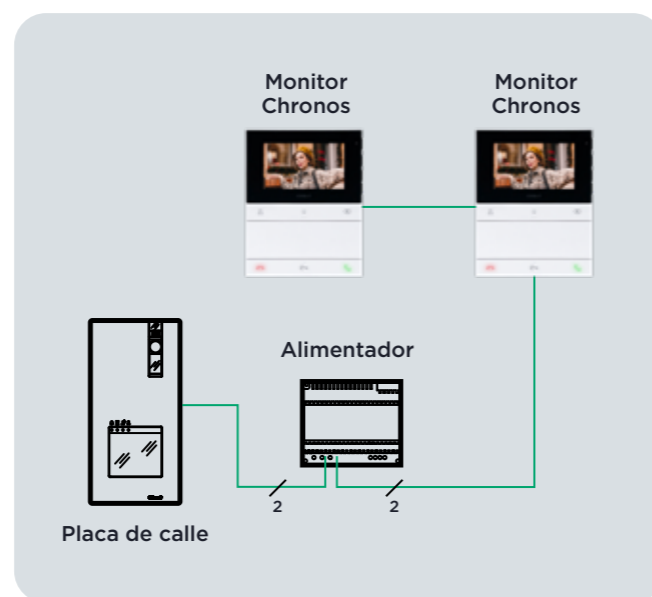 Monitor
Chronos
Monitor
Chronos
Alimentador
2
2
Placa de calle